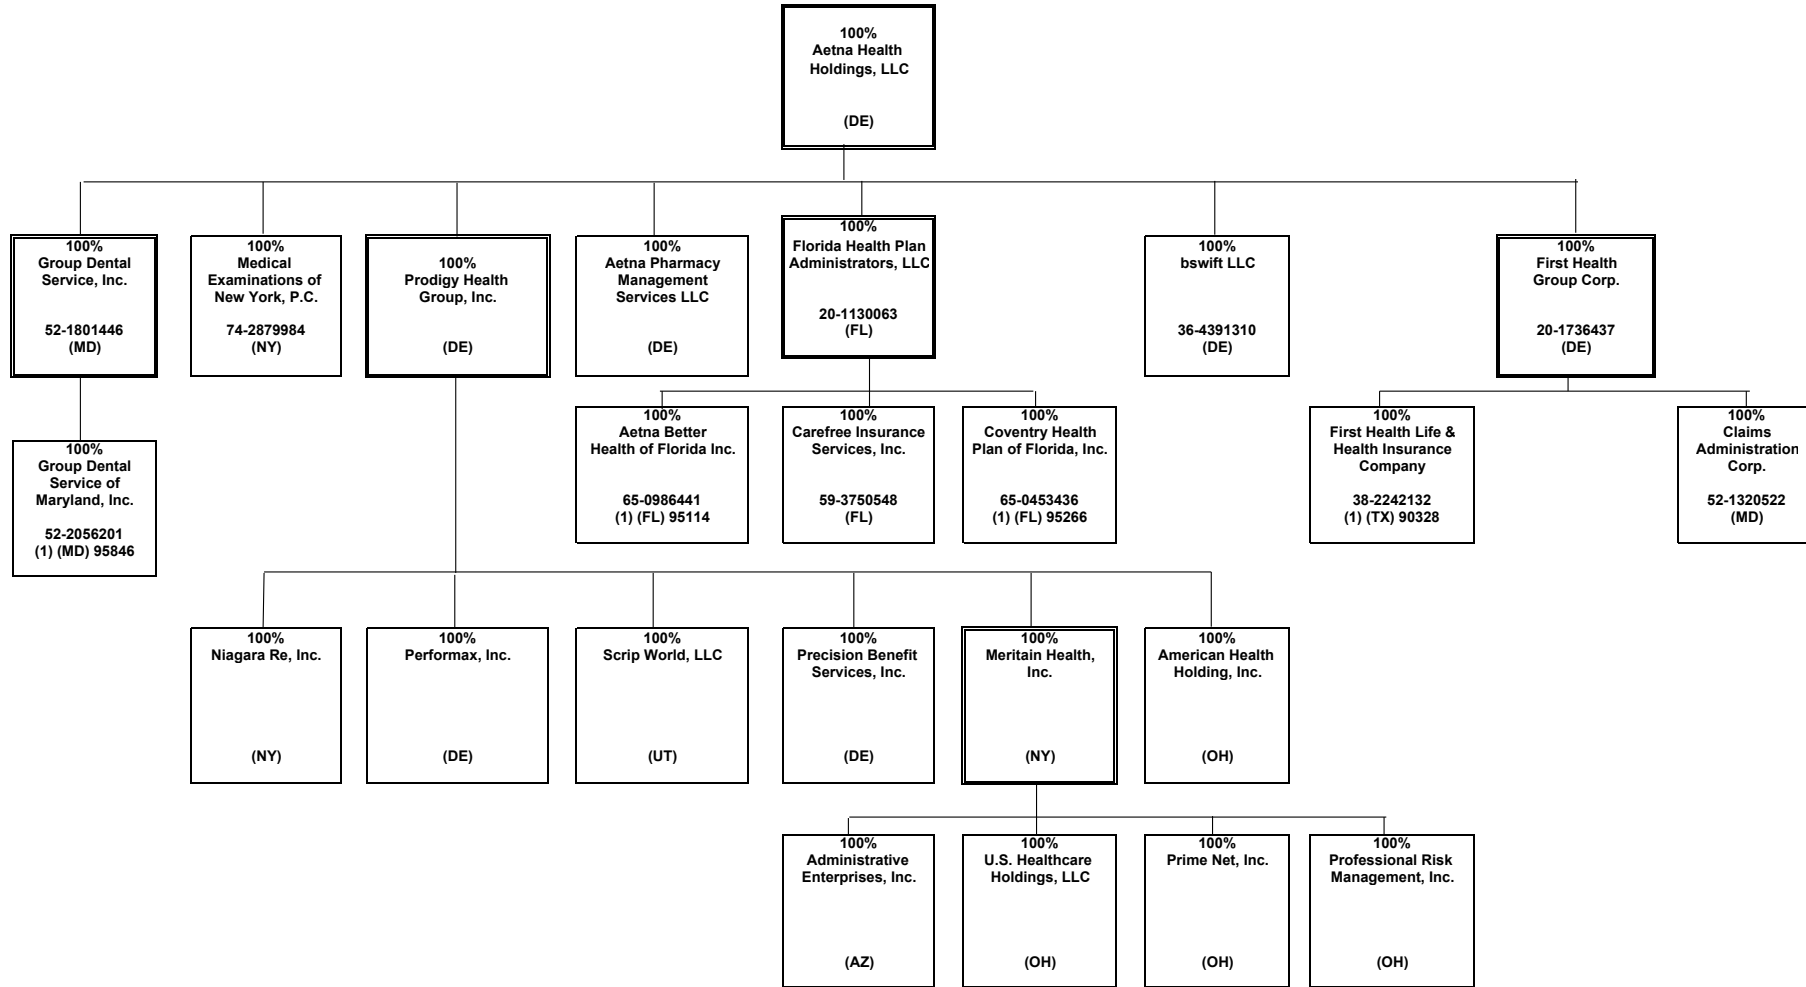 100%
Aetna Health
Holdings, LLC
(DE)
100%
Group Dental
Service, Inc.
52-1801446
(MD)
100%
Medical
Examinations of
New York, P.C.
74-2879984
(NY)
100%
Prodigy Health
Group, Inc.
(DE)
100%
Aetna Pharmacy
Management
Services LLC
(DE)
100%
Florida Health Plan
Administrators, LLC
20-1130063
(FL)
100%
bswift LLC
36-4391310
(DE)
100%
First Health
Group Corp.
20-1736437
(DE)
100%
Group Dental
Service of
Maryland, Inc.
52-2056201
(1) (MD) 95846
100%
Aetna Better
Health of Florida Inc.
65-0986441
(1) (FL) 95114
100%
Carefree Insurance
Services, Inc.
59-3750548
(FL)
100%
Coventry Health
Plan of Florida, Inc.
65-0453436
(1) (FL) 95266
100%
First Health Life &
Health Insurance
Company
38-2242132
(1) (TX) 90328
100%
Claims
Administration
Corp.
52-1320522
(MD)
100%
Niagara Re, Inc.
(NY)
100%
Performax, Inc.
(DE)
100%
Scrip World, LLC
(UT)
100%
Precision Benefit
Services, Inc.
(DE)
100%
Meritain Health,
Inc.
(NY)
100%
American Health
Holding, Inc.
(OH)
100%
Administrative
Enterprises, Inc.
(AZ)
100%
U.S. Healthcare
Holdings, LLC
(OH)
100%
Prime Net, Inc.
(OH)
100%
Professional Risk
Management, Inc.
(OH)